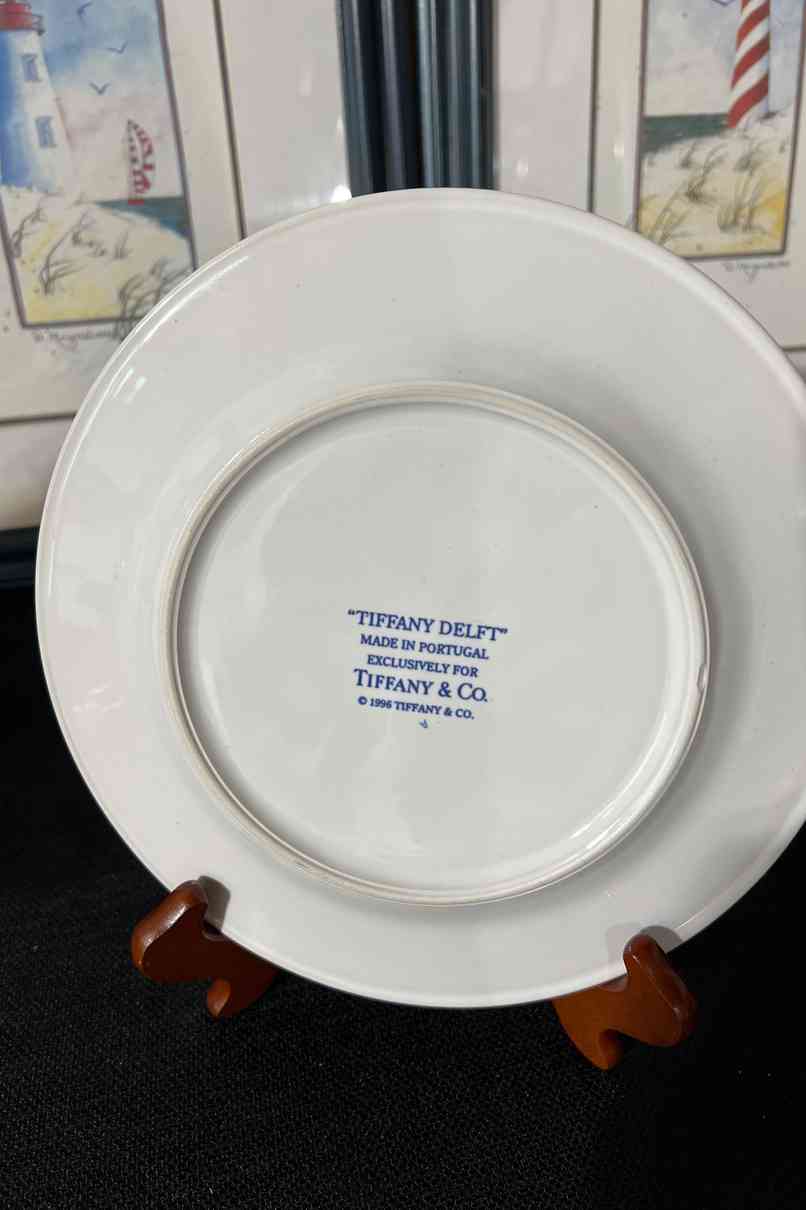 "TIFFANY DELFT"
MADE IN PORTUGAL
EXCLUSIVELY FOR
TIFFANY & CO.
© 1996 TIFFANY & CO.